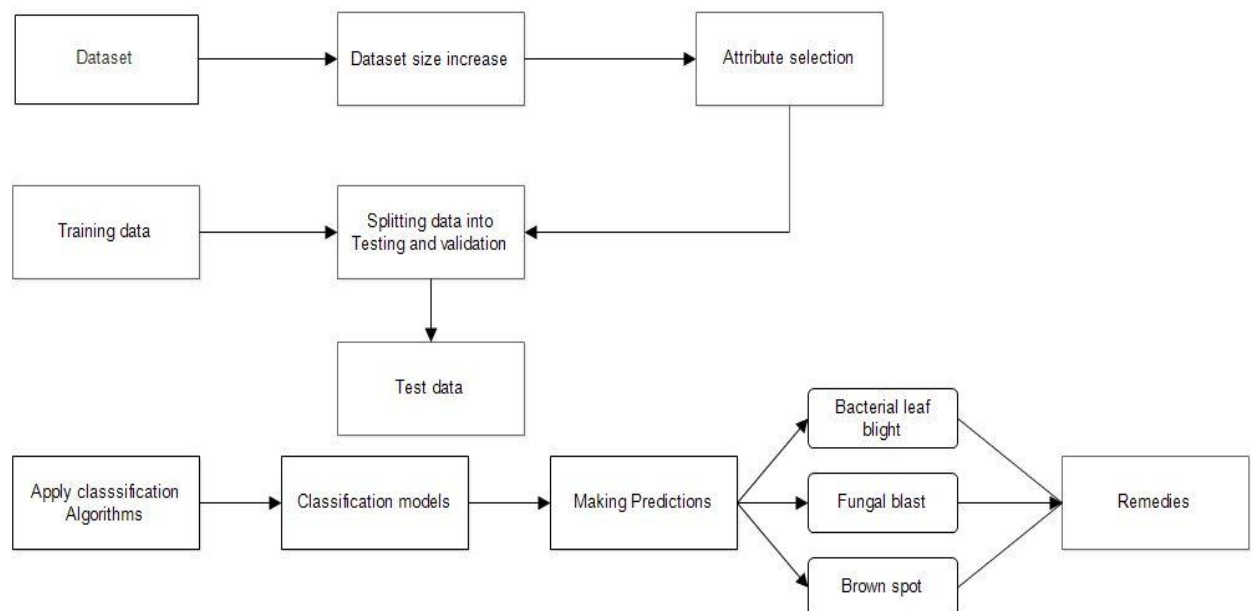 Dataset
Dataset size increase
Attribute selection
Training data
Splitting data into
Testing and validation
Test data
Apply classsification
Algorithms
Classification models
Making Predictions
Bacterial leaf
blight
Fungal blast
Brown spot
Remedies